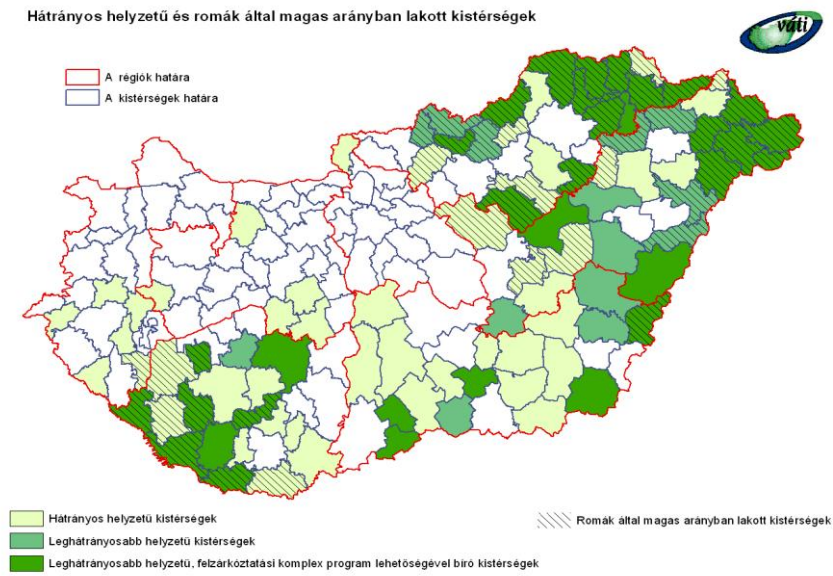 Hátrányos helyzetű és romák által magas arányban lakott kistérségek
váti
A régiók határa
A kistérségek határa
Hátrányos helyzetű kistérségek
Romák által magas arányban lakott kistérségek
Leghátrányosabb helyzetű kistérségek
Leghátrányosabb helyzetű, felzárkóztatási komplex program lehetőségével bíró kistérségek